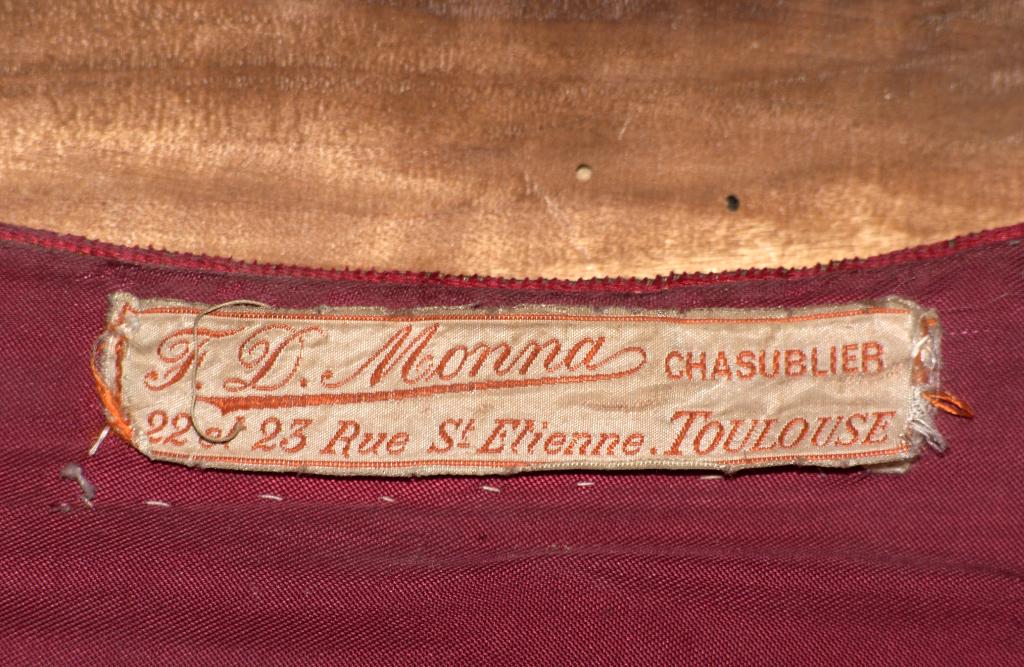 F. D. Monna CHASUBLIER
22 & 23 Rue St Etienne. TOULOUSE